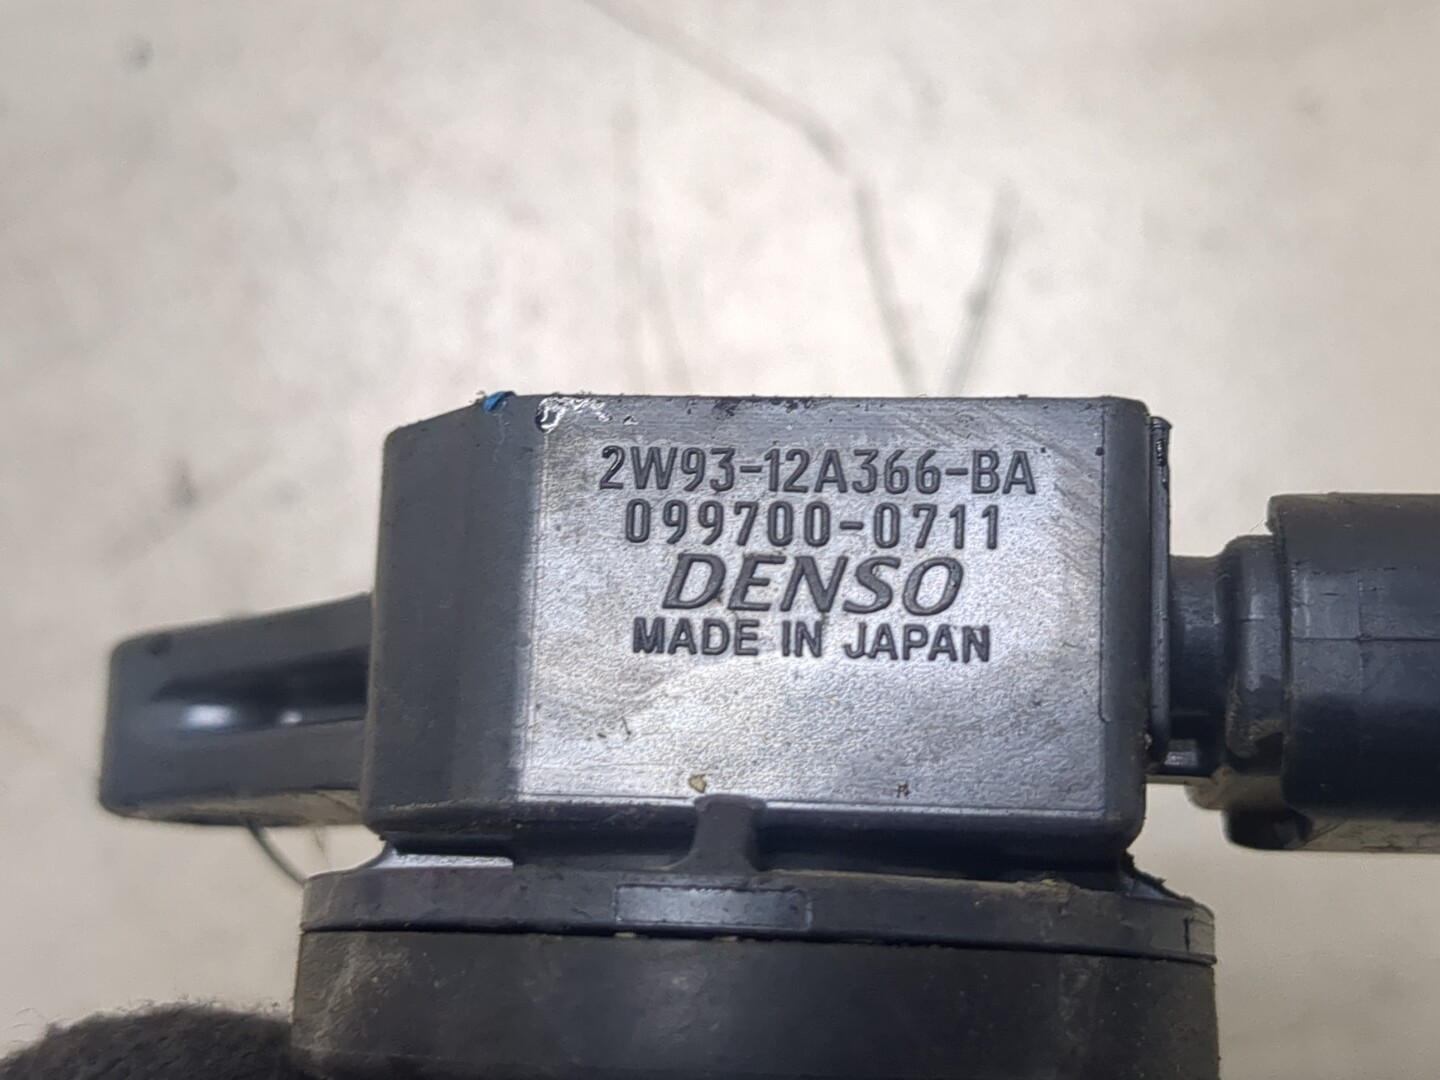 2W93-12A366-BA
099700-0711
DENSO
MADE IN JAPAN